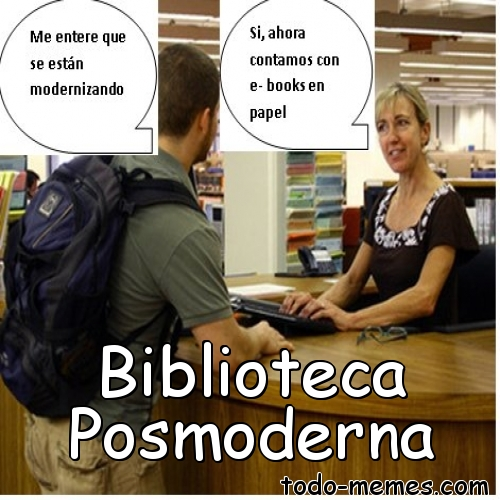 Me entere que
se están
modernizando
Si, ahora
contamos con
e- books en
papel
Biblioteca
Posmoderna
todo-memes.com